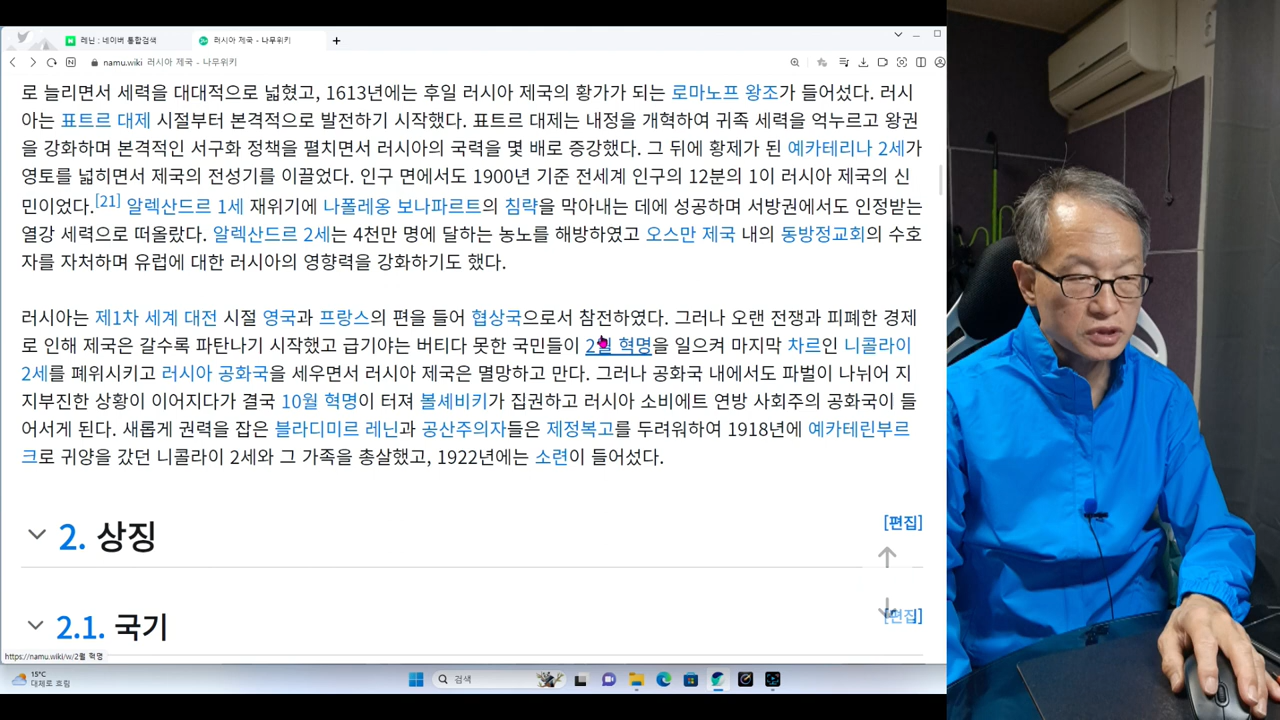 레닌 : 네이버 통합검색
러시아 제국 - 나무위키
namu.wiki 러시아 제국 - 나무위키
로 늘리면서 세력을 대대적으로 넓혔고, 1613년에는 후일 러시아 제국의 황가가 되는 로마노프 왕조가 들어섰다. 러시
아는 표트르 대제 시절부터 본격적으로 발전하기 시작했다. 표트르 대제는 내정을 개혁하여 귀족 세력을 억누르고 왕권
을 강화하며 본격적인 서구화 정책을 펼치면서 러시아의 국력을 몇 배로 증강했다. 그 뒤에 황제가 된 예카테리나 2세가
영토를 넓히면서 제국의 전성기를 이끌었다. 인구 면에서도 1900년 기준 전세계 인구의 12분의 1이 러시아 제국의 신
민이었다.[21] 알렉산드르 1세 재위기에 나폴레옹 보나파르트의 침략을 막아내는 데에 성공하며 서방권에서도 인정받는
열강 세력으로 떠올랐다. 알렉산드르 2세는 4천만 명에 달하는 농노를 해방하였고 오스만 제국 내의 동방정교회의 수호
자를 자처하며 유럽에 대한 러시아의 영향력을 강화하기도 했다.
러시아는 제1차 세계 대전 시절 영국과 프랑스의 편을 들어 협상국으로서 참전하였다. 그러나 오랜 전쟁과 피폐한 경제
로 인해 제국은 갈수록 파탄나기 시작했고 급기야는 버티다 못한 국민들이 2월 혁명을 일으켜 마지막 차르인 니콜라이
2세를 폐위시키고 러시아 공화국을 세우면서 러시아 제국은 멸망하고 만다. 그러나 공화국 내에서도 파벌이 나뉘어 지
지부진한 상황이 이어지다가 결국 10월 혁명이 터져 볼셰비키가 집권하고 러시아 소비에트 연방 사회주의 공화국이 들
어서게 된다. 새롭게 권력을 잡은 블라디미르 레닌과 공산주의자들은 제정복고를 두려워하여 1918년에 예카테린부르
크로 귀양을 갔던 니콜라이 2세와 그 가족을 총살했고, 1922년에는 소련이 들어섰다.
2. 상징
[편집]
2.1. 국기
[편집]
https://namu.wiki/w/2월 혁명
15°C
대체로 흐림
검색